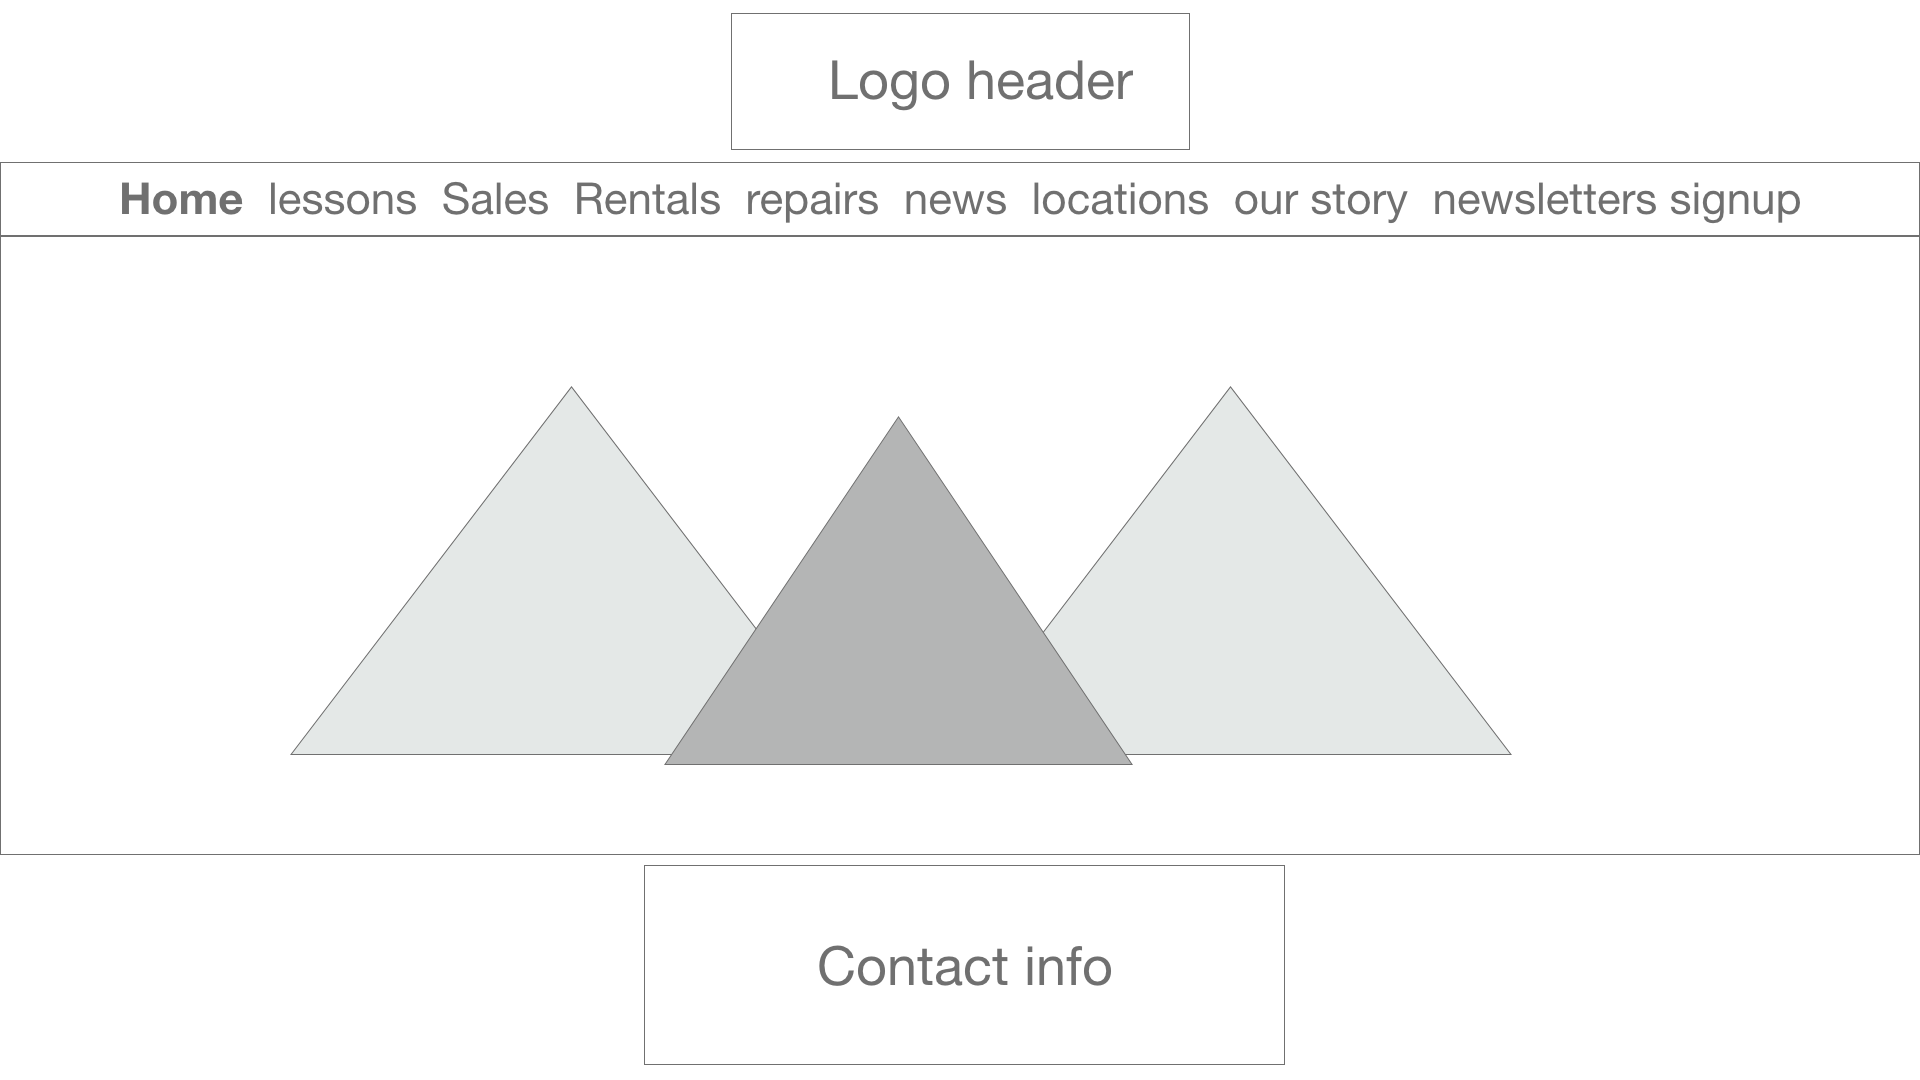 Logo header
Home lessons Sales Rentals repairs news locations our story newsletters signup
Contact info